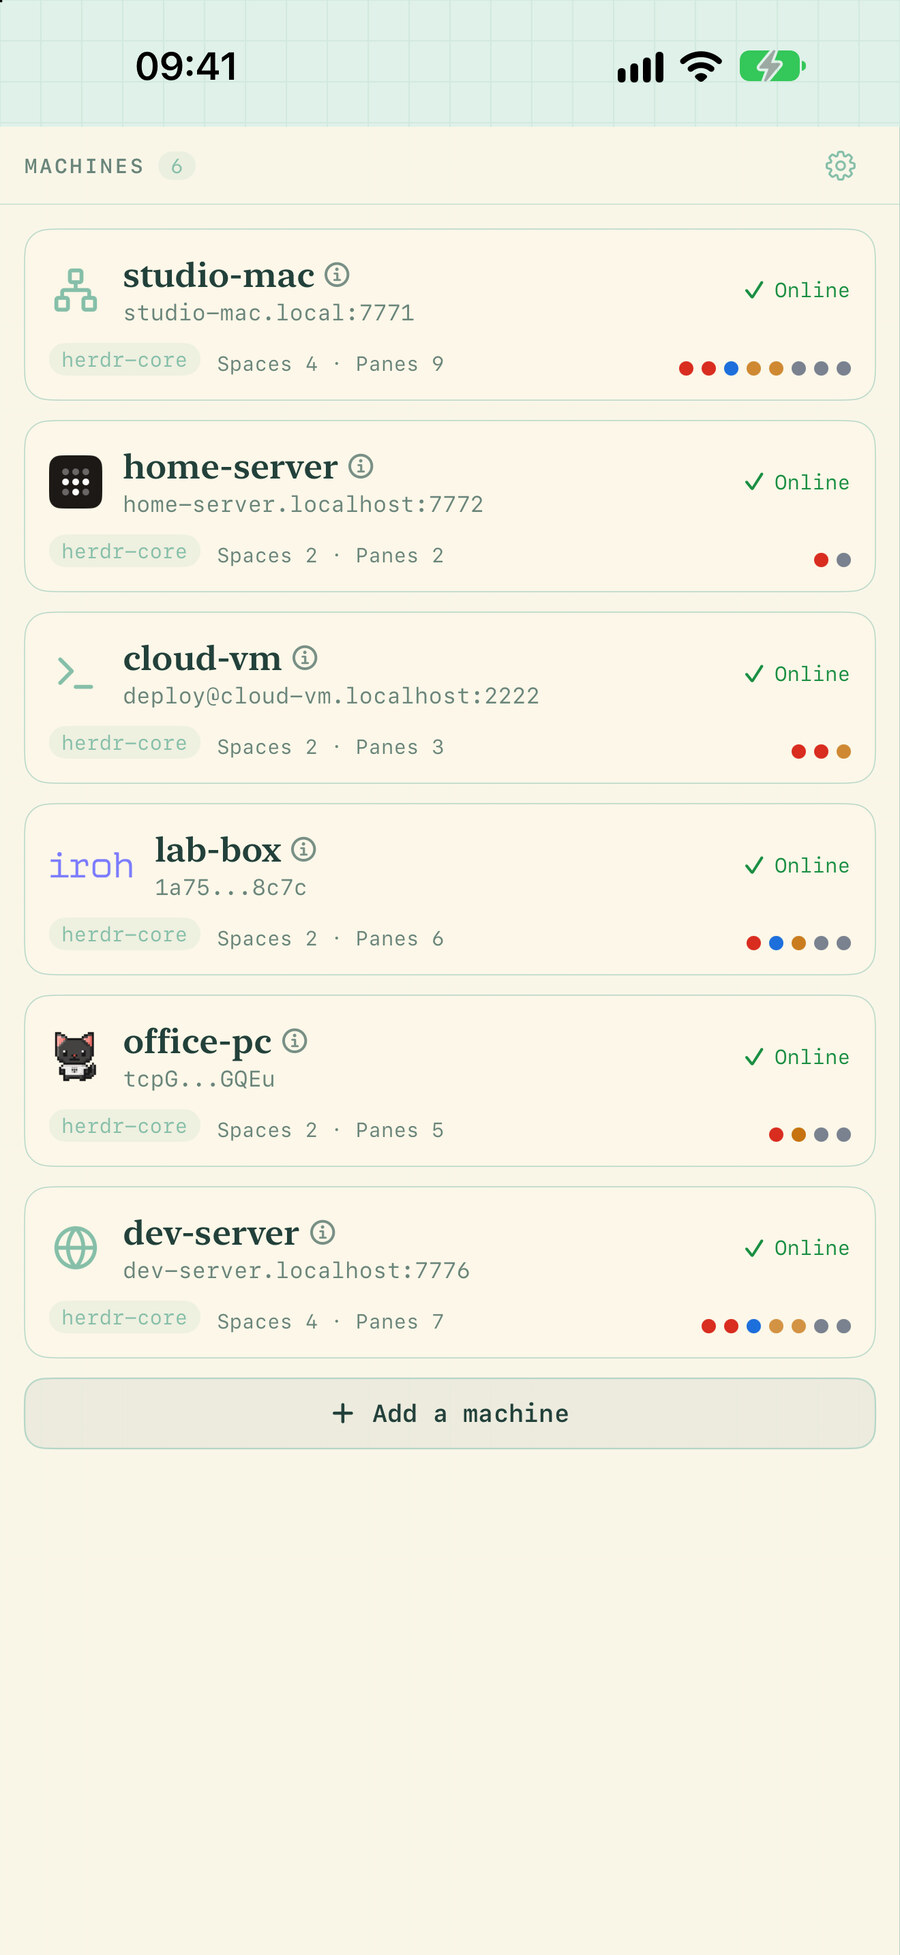 09:41
MACHINES 6
studio-mac
studio-mac.local:7771
Online
herdr-core Spaces 4 · Panes 9
home-server
home-server.localhost:7772
Online
herdr-core Spaces 2 · Panes 2
cloud-vm
deploy@cloud-vm.localhost:2222
Online
herdr-core Spaces 2 · Panes 3
iroh
lab-box
1a75...8c7c
Online
herdr-core Spaces 2 · Panes 6
office-pc
tcpG...GQEu
Online
herdr-core Spaces 2 · Panes 5
dev-server
dev-server.localhost:7776
Online
herdr-core Spaces 4 · Panes 7
+ Add a machine